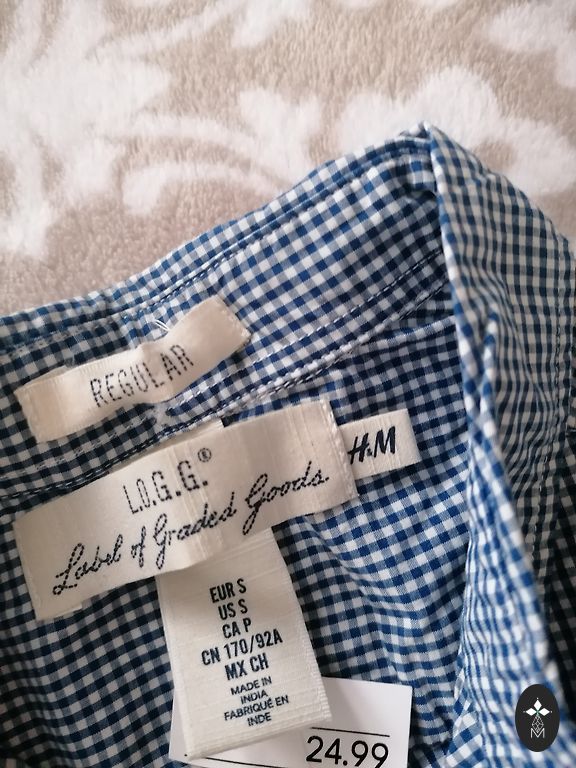 REGULAR
L.O.G.G.®
Label of Graded Goods
H&M
EUR S
US S
CA P
CN 170/92A
MX CH
MADE IN
INDIA
FABRIQUÉ EN
INDE
24.99
M